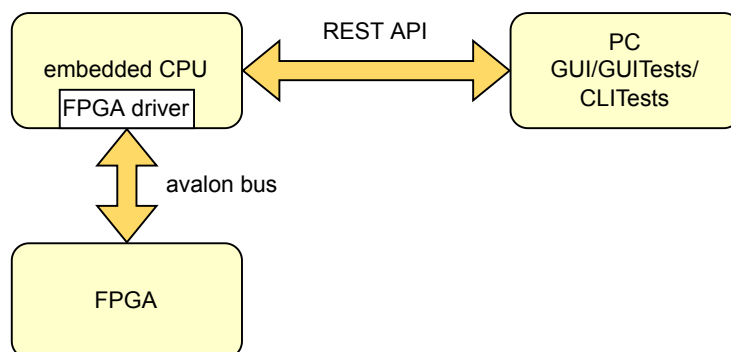 REST API
embedded CPU
FPGA driver
PC
GUI/GUITests/
CLITests
avalon bus
FPGA